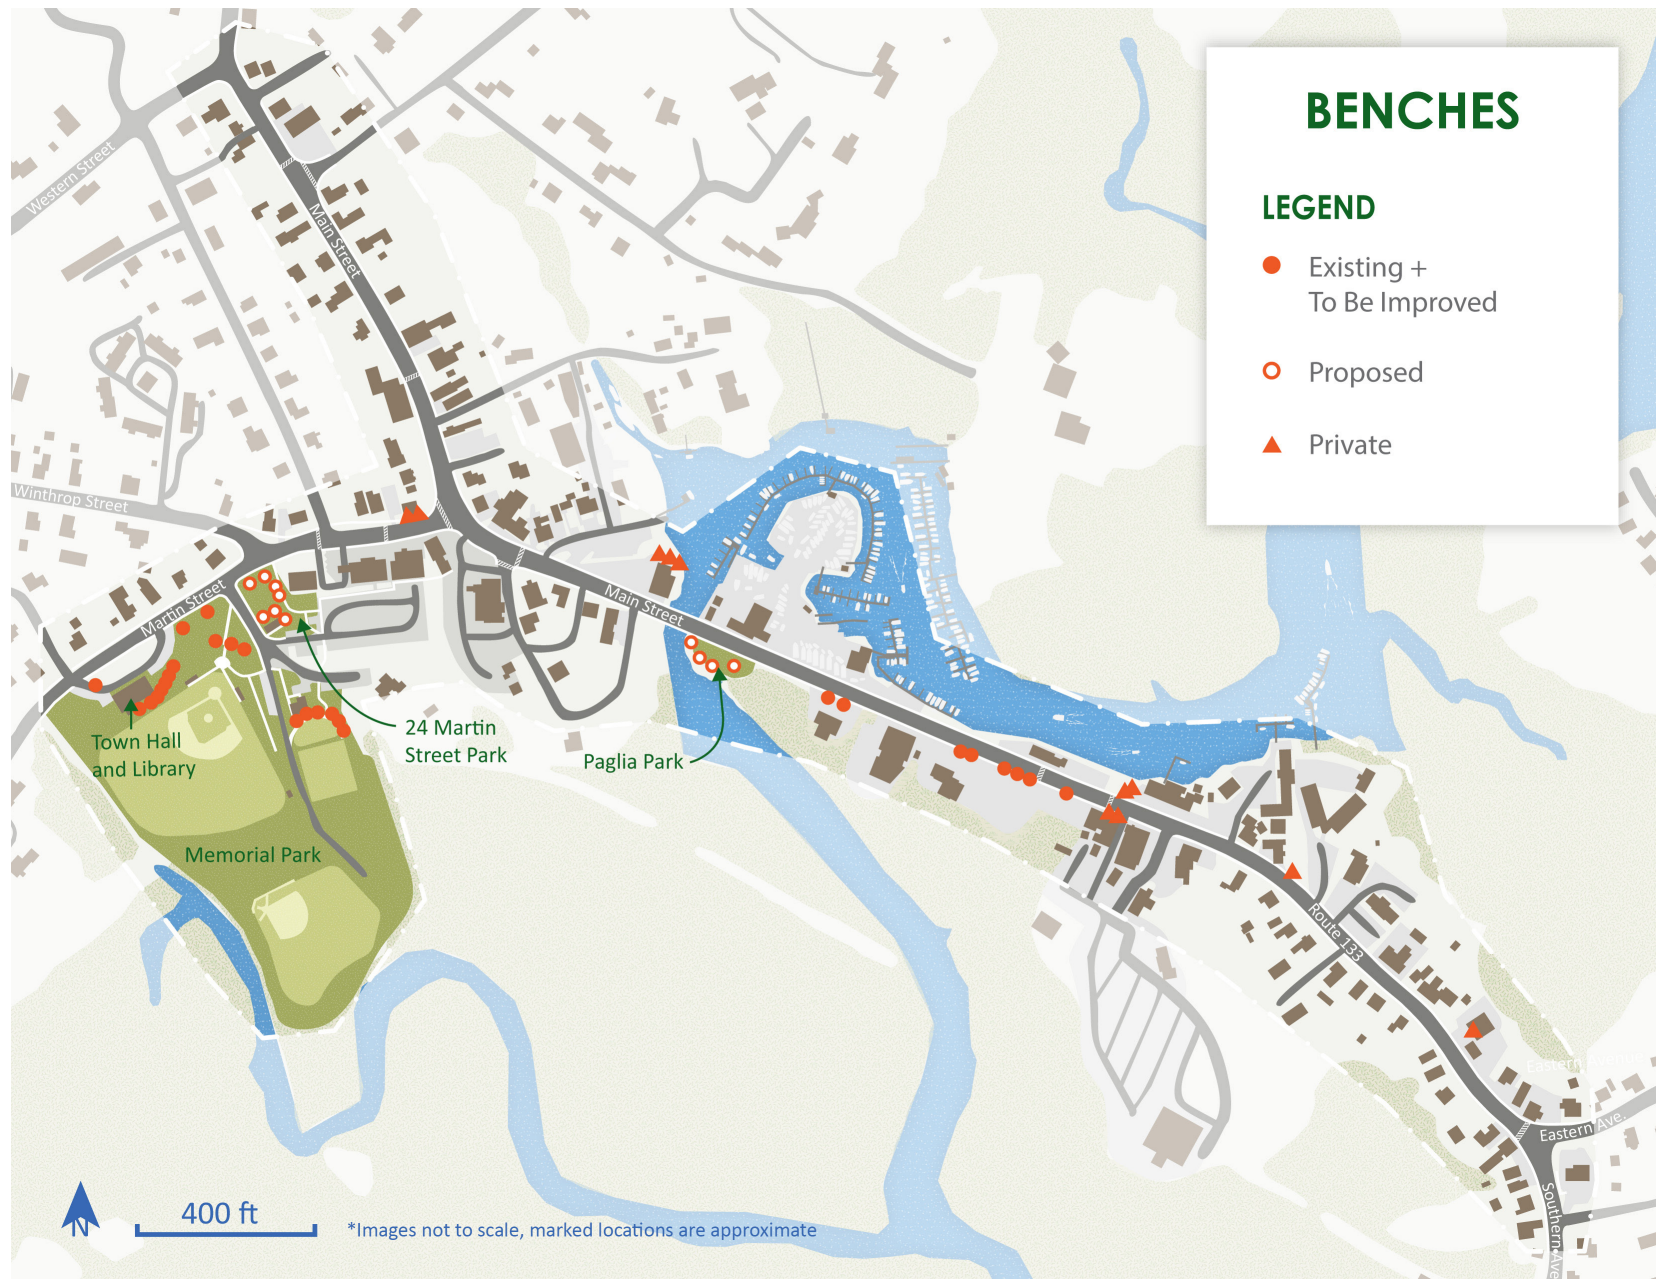 BENCHES
LEGEND
Existing +
To Be Improved
Proposed
Private
Western Street
Main Street
Winthrop Street
Martin Street
Main Street
Town Hall
and Library
24 Martin
Street Park
Paglia Park
Memorial Park
Route 133
Eastern Ave.
Southern Ave
N
400 ft
*Images not to scale, marked locations are approximate